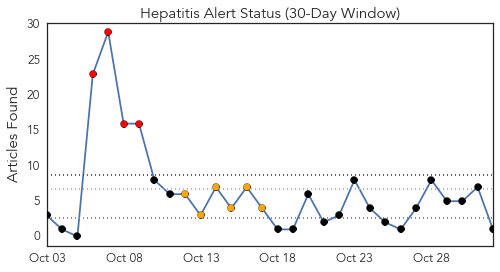 Hepatitis Alert Status (30-Day Window)
Articles Found
30
25
20
15
10
5
0
Oct 03 Oct 08 Oct 13 Oct 18 Oct 23 Oct 28